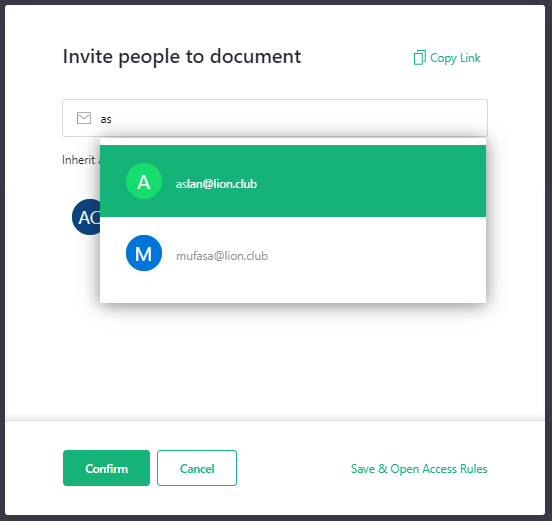 Invite people to document
Copy Link
as
Inherit
A
aslan@lion.club
AC
M
mufasa@lion.club
Confirm
Cancel
Save & Open Access Rules